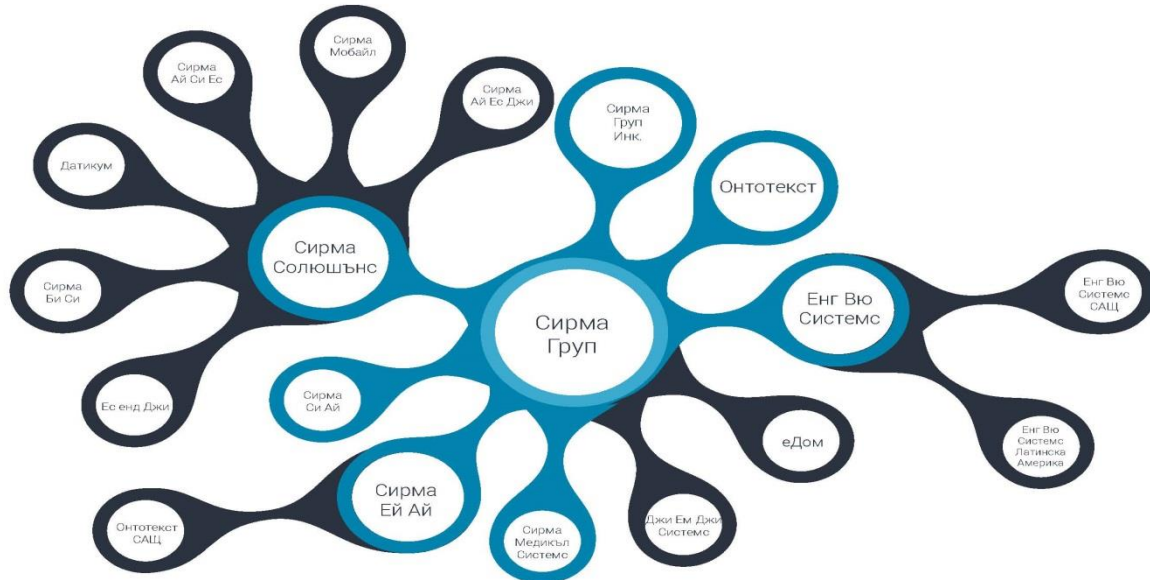 Сирма
Мобайл
Сирма
Ай Си Ес
Сирма
Ай Ес Джи
Сирма
Груп
Инк.
Датикум
Онтотекст
Сирма
Солюшънс
Сирма
Би Си
Енг Вю
Системс
Енг Вю
Системс
САЩ
Сирма
Груп
Ес енд Джи
Сирма
Си Ай
еДом
Енг Вю
Системс
Латинска
Америка
Сирма
Ей Ай
Онтотекст
САЩ
Сирма
Медикъл
Системс
Джи Ем Джи
Системс